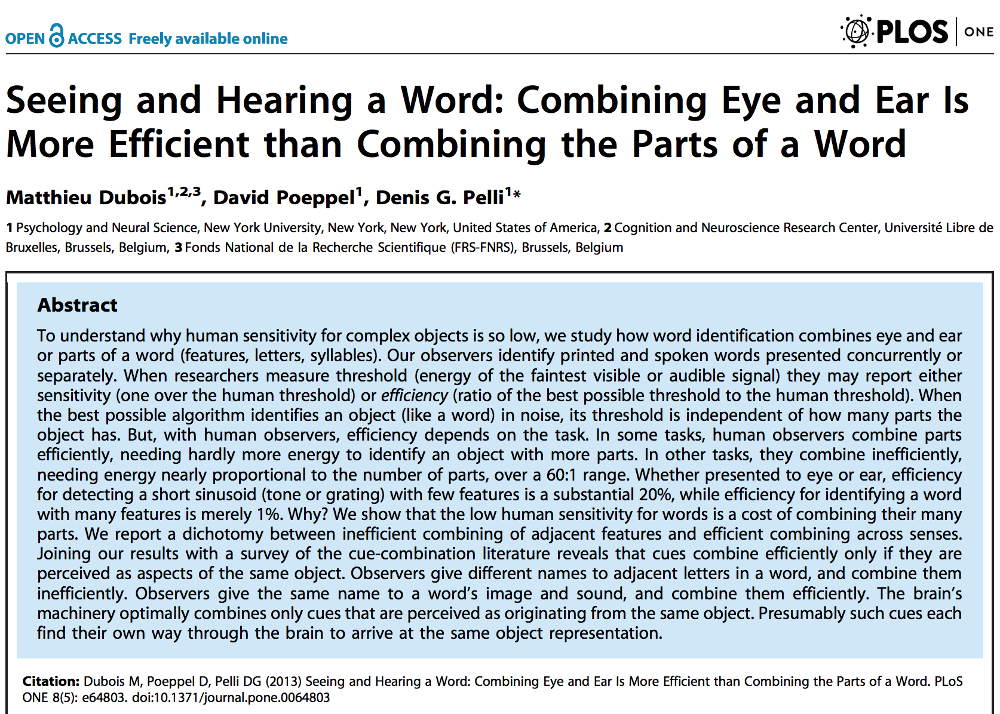 OPEN ACCESS Freely available online
PLOS ONE
Seeing and Hearing a Word: Combining Eye and Ear Is
More Efficient than Combining the Parts of a Word
Matthieu Dubois1,2,3, David Poeppel1, Denis G. Pelli1*
1 Psychology and Neural Science, New York University, New York, New York, United States of America, 2 Cognition and Neuroscience Research Center, Université Libre de
Bruxelles, Brussels, Belgium, 3 Fonds National de la Recherche Scientifique (FRS-FNRS), Brussels, Belgium
Abstract
To understand why human sensitivity for complex objects is so low, we study how word identification combines eye and ear
or parts of a word (features, letters, syllables). Our observers identify printed and spoken words presented concurrently or
separately. When researchers measure threshold (energy of the faintest visible or audible signal) they may report either
sensitivity (one over the human threshold) or efficiency (ratio of the best possible threshold to the human threshold). When
the best possible algorithm identifies an object (like a word) in noise, its threshold is independent of how many parts the
object has. But, with human observers, efficiency depends on the task. In some tasks, human observers combine parts
efficiently, needing hardly more energy to identify an object with more parts. In other tasks, they combine inefficiently,
needing energy nearly proportional to the number of parts, over a 60:1 range. Whether presented to eye or ear, efficiency
for detecting a short sinusoid (tone or grating) with few features is a substantial 20%, while efficiency for identifying a word
with many features is merely 1%. Why? We show that the low human sensitivity for words is a cost of combining their many
parts. We report a dichotomy between inefficient combining of adjacent features and efficient combining across senses.
Joining our results with a survey of the cue-combination literature reveals that cues combine efficiently only if they are
perceived as aspects of the same object. Observers give different names to adjacent letters in a word, and combine them
inefficiently. Observers give the same name to a word's image and sound, and combine them efficiently. The brain's
machinery optimally combines only cues that are perceived as originating from the same object. Presumably such cues each
find their own way through the brain to arrive at the same object representation.
Citation: Dubois M, Poeppel D, Pelli DG (2013) Seeing and Hearing a Word: Combining Eye and Ear Is More Efficient than Combining the Parts of a Word. PLoS
ONE 8(5): e64803. doi:10.1371/journal.pone.0064803